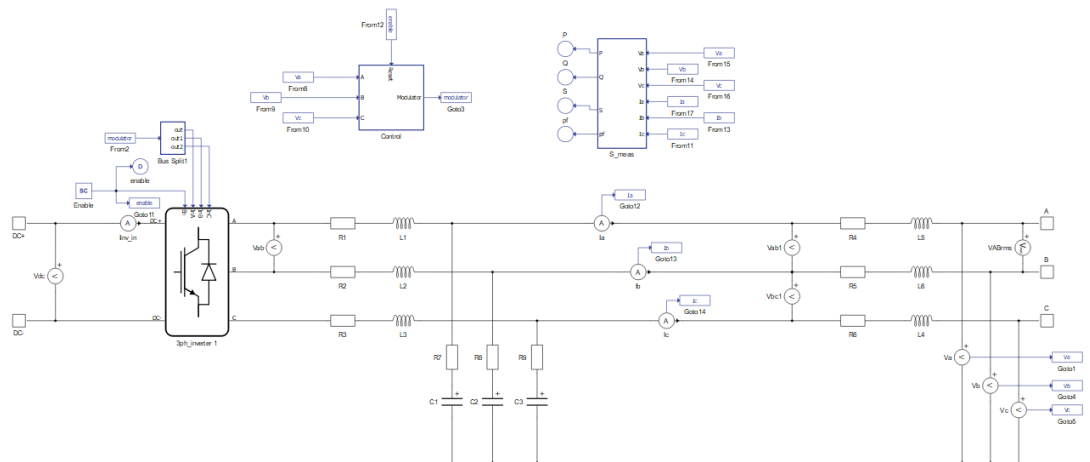 From12
enable
Reset
Va
From8
A
Vb
From9
B
Modulator
modulator
Goto3
Vc
From10
C
Control
P
Q
S
pf
P
Q
S
pf
Va
Vb
Vc
Ia
Ib
Ic
S_meas
Va
From15
Vb
From14
Vc
From16
Ia
From17
Ib
From13
Ic
From11
modulator
From2
out
out1
out2
Bus Split1
D
enable
SC
Enable
enable
Goto11
DC+
A
Iinv_in
DC+
Vdc
V
DC-
DC-
3ph_inverter 1
A
B
C
Vab
V
R1
L1
R2
L2
R3
L3
R7
R8
R9
C1
C2
C3
A
Ia
Ia
Goto12
A
Ib
Ib
Goto13
A
Ic
Ic
Goto14
Vab1
V
Vbc1
V
R4
L5
R5
L6
R6
L4
VABrms
A
B
C
Va
V
Va
Goto1
Vb
V
Vb
Goto4
Vc
V
Vc
Goto5